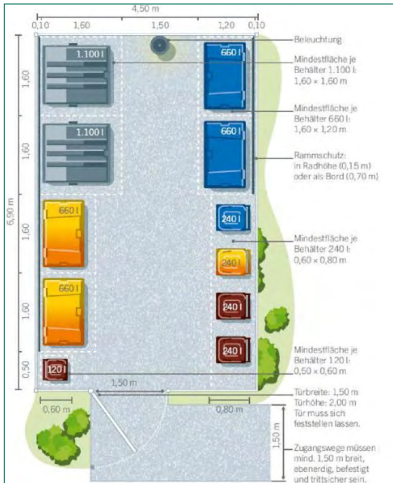 4,50 m
0,10 1,60 1,50 1,20 0,10
Beleuchtung
1.100 l
660 l
Mindestfläche je
Behälter 1.100 l:
1,60 × 1,60 m
1,60
Mindestfläche je
Behälter 660 l:
1,60 × 1,20 m
1.100 l
660 l
1,60
Rammschutz:
in Radhöhe (0,15 m)
oder als Bord (0,70 m)
6,90 m
660 l
240 l
1,60
Mindestfläche je
Behälter 240 l:
0,60 × 0,80 m
240 l
660 l
240 l
1,60
240 l
120 l
0,50
Mindestfläche je
Behälter 120 l:
0,50 × 0,60 m
1,50 m
Türbreite: 1,50 m
Türhöhe: 2,00 m
Tür muss sich
feststellen lassen.
0,60 m
0,80 m
1,50 m
Zugangswege müssen
mind. 1,50 m breit,
ebenerdig, befestigt
und trittsicher sein.